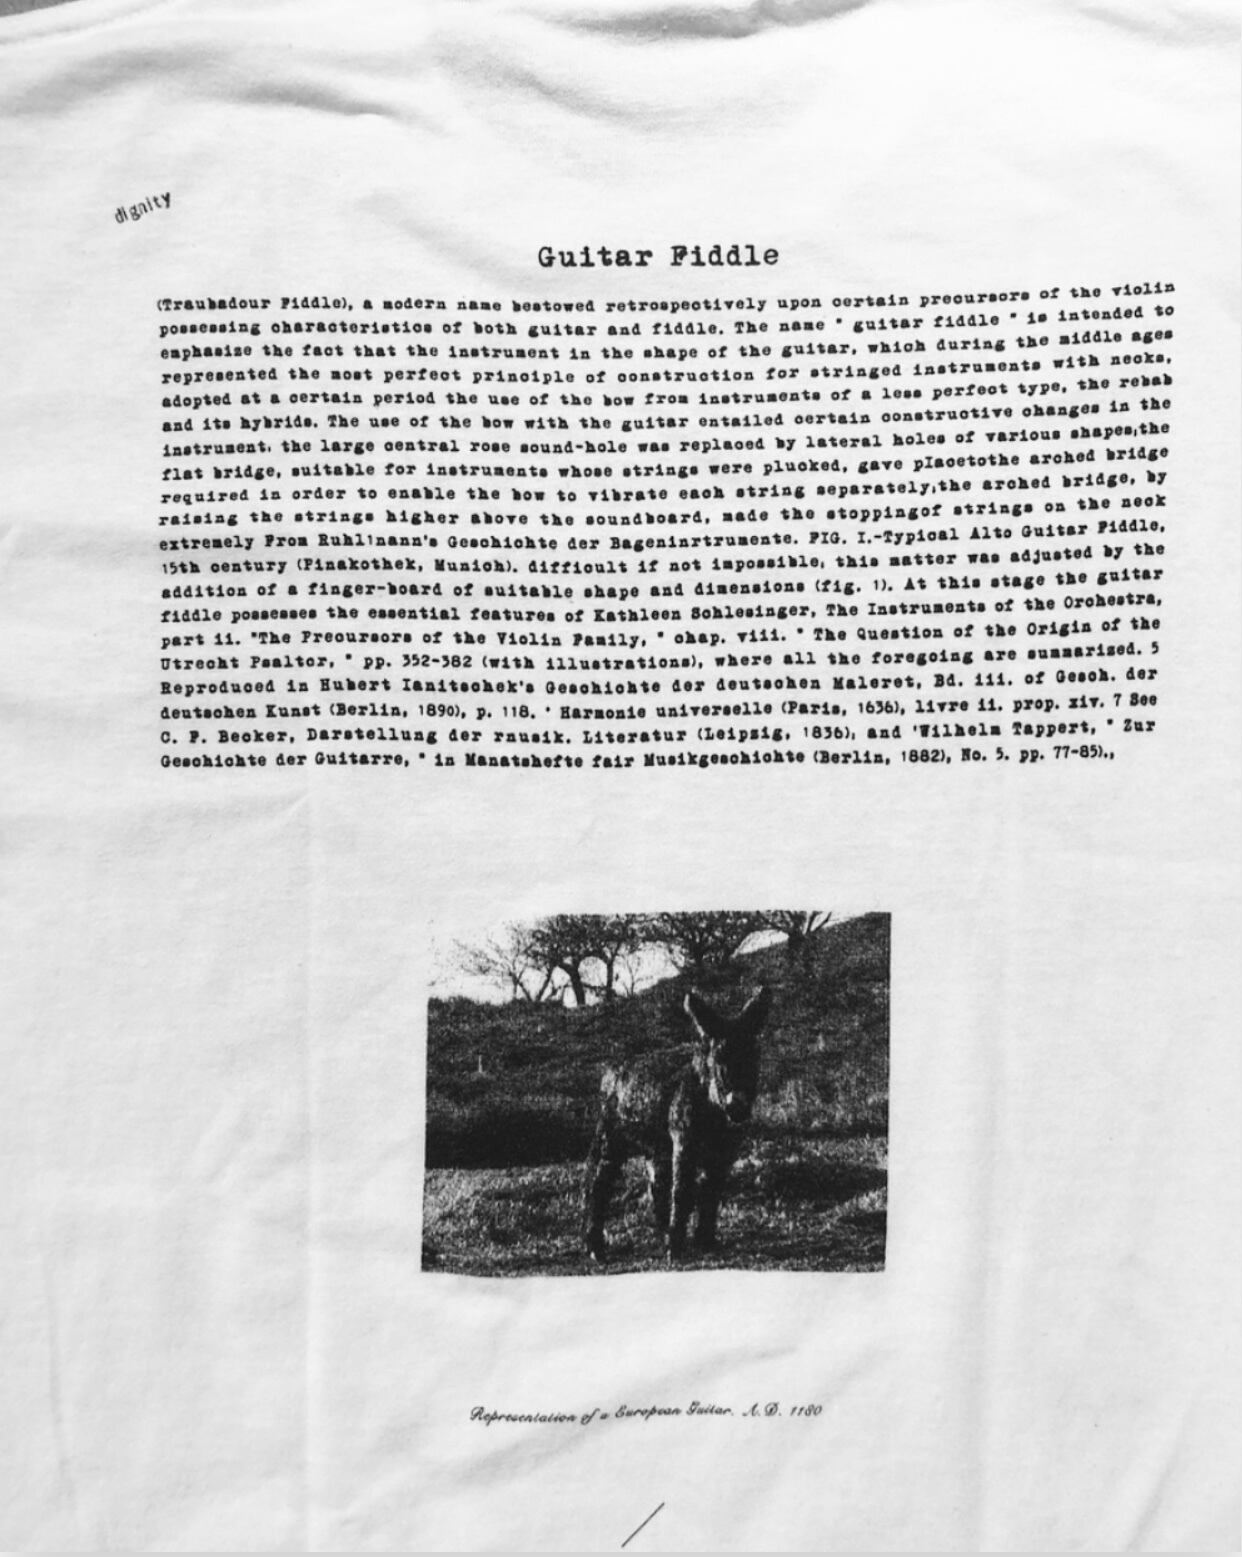 dignity
Guitar Fiddle
(Traubadour Fiddle), a modern name bestowed retrospectively upon certain precursors of the violin
possessing characteristics of both guitar and fiddle. The name " guitar fiddle " is intended to
emphasize the fact that the instrument in the shape of the guitar, which during the middle ages
represented the most perfect principle of construction for stringed instruments with necks,
adopted at a certain period the use of the bow from instruments of a less perfect type, the rebab
and its hybrids. The use of the bow with the guitar entailed certain constructive changes in the
instrument, the large central rose sound-hole was replaced by lateral holes of various shapes,the
flat bridge, suitable for instruments whose strings were plucked, gave pIacetothe arched bridge
required in order to enable the bow to vibrate each string separately,the arched bridge, by
raising the strings higher above the soundboard, made the stoppingof strings on the neck
extremely From Ruhl1nann's Geschichte der Bageninrtrumente. FIG. I.-Typical Alto Guitar Fiddle,
15th century (Pinakothek, Munich). difficult if not impossible, this matter was adjusted by the
addition of a finger-board of suitable shape and dimensions (fig. 1). At this stage the guitar
fiddle possesses the essential features of Kathleen Schlesinger, The Instruments of the Orchestra,
part ii. "The Precursors of the Violin Family, " chap. viii. " The Question of the Origin of the
Utrecht Psaltor, " pp. 352-382 (with illustrations), where all the foregoing are summarised. 5
Reproduced in Hubert Ianitschek's Geschichte der deutschen Maleret, Bd. iii. of Gesch. der
deutschen Kunst (Berlin, 1890), p. 118. ' Harmonie universelle (Paris, 1636), livre ii. prop. xiv. 7 See
C. F. Becker, Darstellung der rnusik. Literatur (Leipzig, 1836), and 'Wilhelm Tappert, " Zur
Geschichte der Guitarre, " in Manatshefte fair Musikgeschichte (Berlin, 1882), No. 5. pp. 77-85).,
Representation of a European Guitar. A.D. 1180